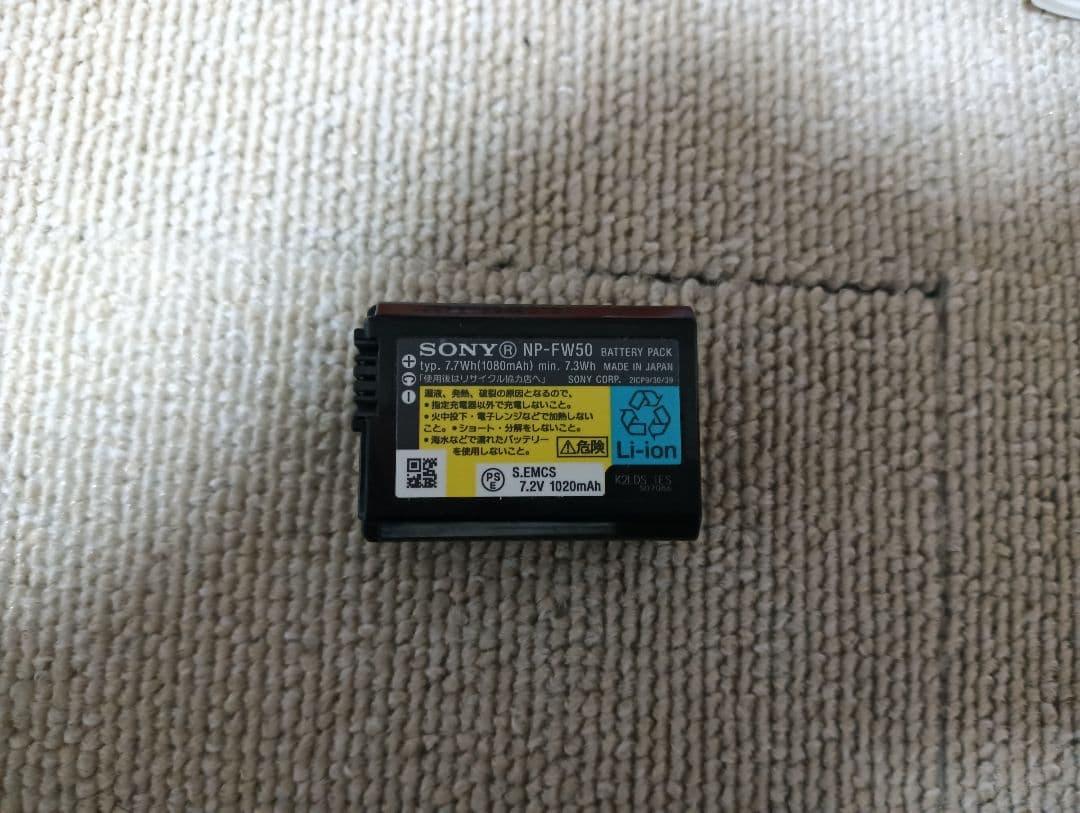 SONY® NP-FW50 BATTERY PACK
typ. 7.7Wh(1080mAh) min. 7.3Wh MADE IN JAPAN
「使用後はリサイクル協力店へ」 SONY CORP. 2ICP9/30/39
漏液、発熱、破裂の原因となるので、
•指定充電器以外で充電しないこと。
•火中投下・電子レンジなどで加熱しない
こと。•ショート・分解をしないこと。
•海水などで濡れたバッテリー
を使用しないこと。
危険
Li-ion
PS
E
S.EMCS
7.2V 1020mAh